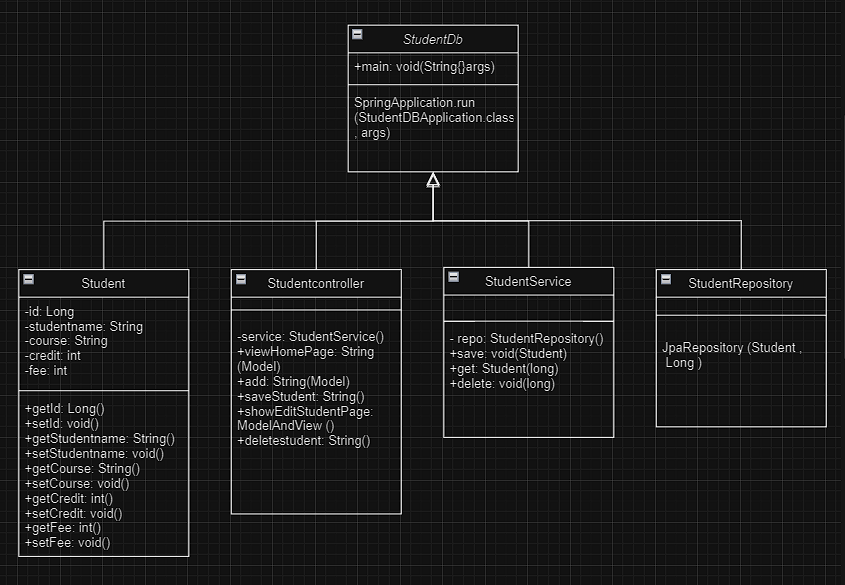 StudentDb
+main: void(String{}args)
SpringApplication.run
(StudentDBApplication.class
, args)
Student
-id: Long
-studentname: String
-course: String
-credit: int
-fee: int
+getId: Long()
+setId: void()
+getStudentname: String()
+setStudentname: void()
+getCourse: String()
+setCourse: void()
+getCredit: int()
+setCredit: void()
+getFee: int()
+setFee: void()
Studentcontroller
-service: StudentService()
+viewHomePage: String
(Model)
+add: String(Model)
+saveStudent: String()
+showEditStudentPage:
ModelAndView ()
+deletestudent: String()
StudentService
- repo: StudentRepository()
+save: void(Student)
+get: Student(long)
+delete: void(long)
StudentRepository
JpaRepository (Student ,
Long )